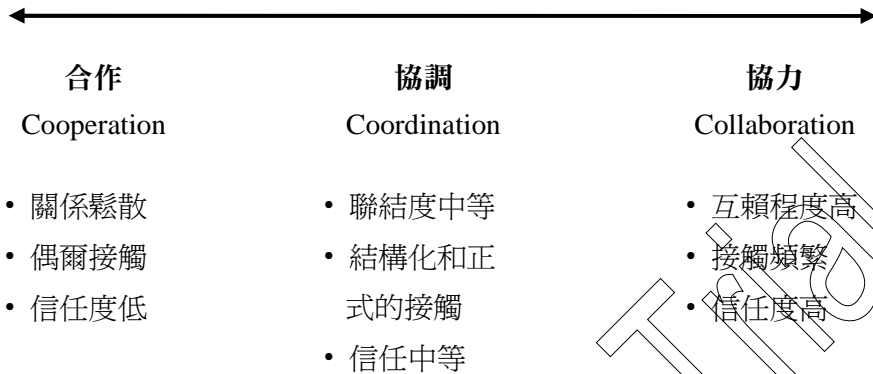 合作
Cooperation
• 關係鬆散
• 偶爾接觸
• 信任度低
協調
Coordination
• 聯結度中等
• 結構化和正
式的接觸
• 信任中等
協力
Collaboration
• 互賴程度高
• 接觸頻繁
• 信任度高
Trial